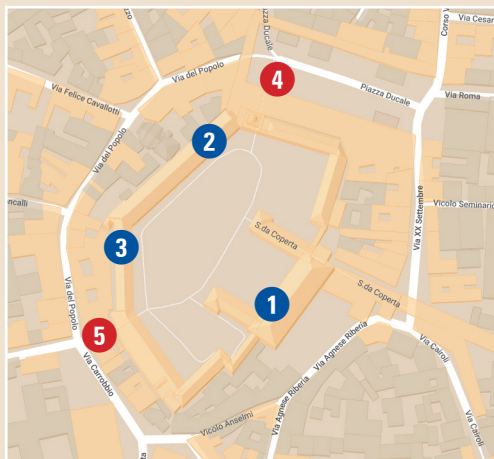 Via Cesar
Corso V
Piazza Ducale
4
Via del Popolo
Piazza Ducale
Via Roma
Via Felice Cavallotti
2
Via del Popolo
Vicolo Seminario
Via XX Settembre
3
S.da Coperta
Via del Popolo
1
S.da Coperta
5
Via Agnese Riberia
Via Cairoli
Via Carrobbio
Via Agnese Riberia
Via Cairoli
Vicolo Anselmi